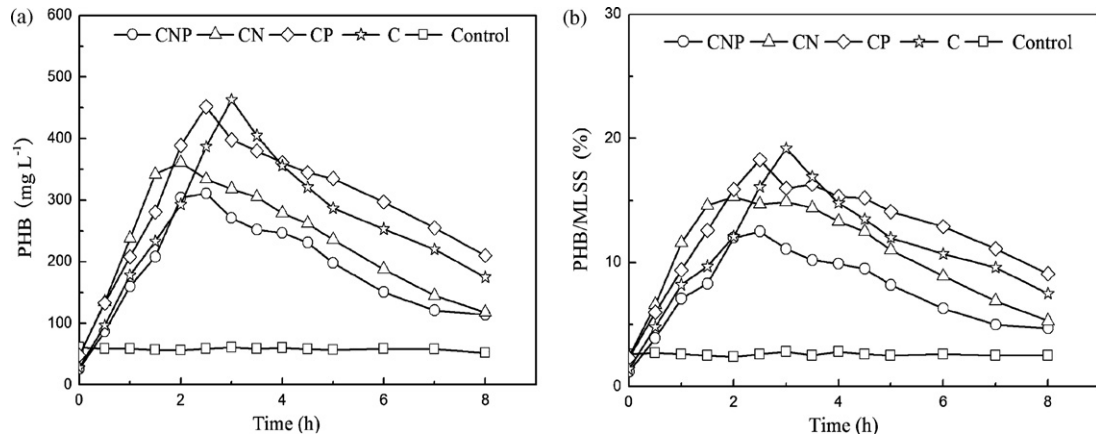 (a)
600
500
400
300
200
100
0
PHB (mg L⁻¹)
CNP CN CP C Control
0 2 4 6 8
Time (h)
(b)
30
20
10
0
PHB/MLSS (%)
CNP CN CP C Control
0 2 4 6 8
Time (h)